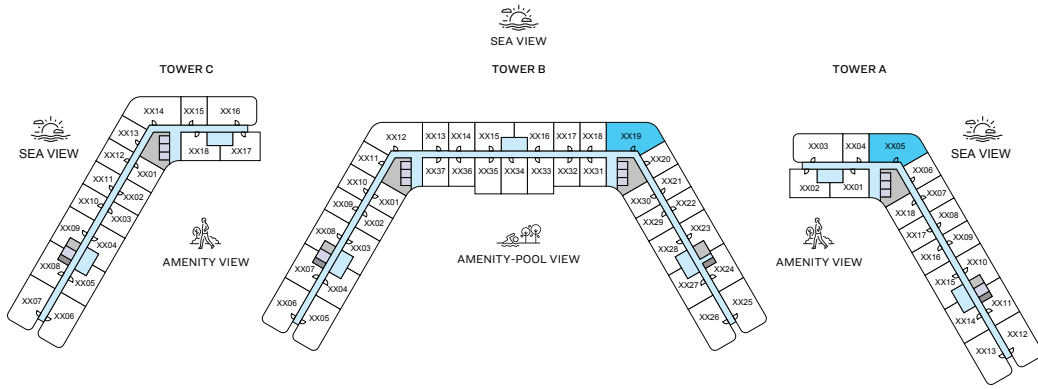 SEA VIEW
TOWER C
TOWER B
TOWER A
XX14
XX15
XX16
XX13
XX12
XX11
XX10
XX09
XX08
XX07
XX18
XX17
XX01
XX02
XX03
XX04
XX05
XX06
SEA VIEW
AMENITY VIEW
XX12
XX13
XX14
XX15
XX16
XX17
XX18
XX19
XX11
XX10
XX09
XX08
XX07
XX06
XX37
XX36
XX35
XX34
XX33
XX32
XX31
XX01
XX02
XX03
XX04
XX05
XX20
XX21
XX22
XX23
XX24
XX25
XX30
XX29
XX28
XX27
XX26
AMENITY-POOL VIEW
XX03
XX04
XX05
XX02
XX01
XX06
XX07
XX08
XX09
XX10
XX11
XX12
XX18
XX17
XX16
XX15
XX14
XX13
SEA VIEW
AMENITY VIEW